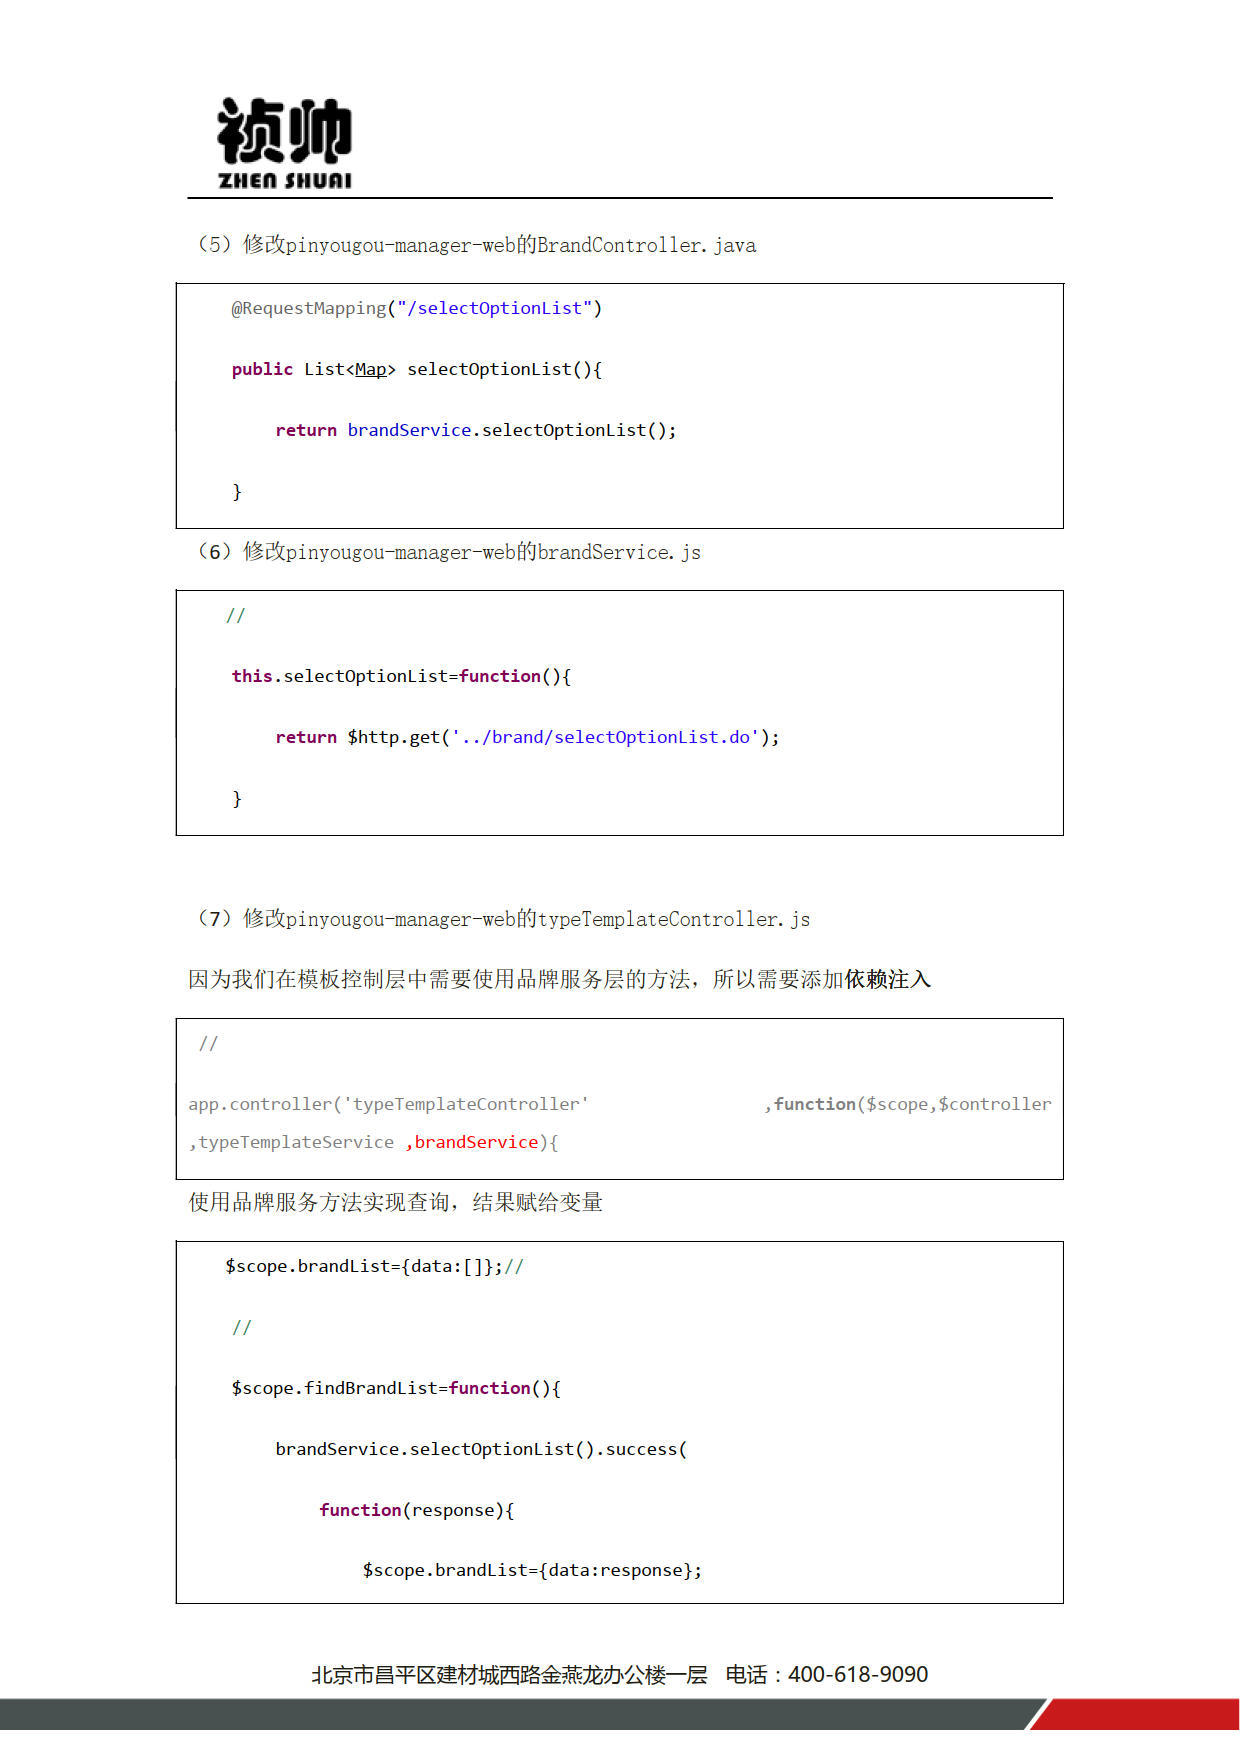 祯帅
ZHEN SHUAI
（5）修改pinyougou-manager-web的BrandController.java
@RequestMapping("/selectOptionList")
public List<Map> selectOptionList(){
return brandService.selectOptionList();
}
（6）修改pinyougou-manager-web的brandService.js
//
this.selectOptionList=function(){
return $http.get('../brand/selectOptionList.do');
}
（7）修改pinyougou-manager-web的typeTemplateController.js
因为我们在模板控制层中需要使用品牌服务层的方法，所以需要添加依赖注入
//
app.controller('typeTemplateController' ,function($scope,$controller
,typeTemplateService ,brandService){
使用品牌服务方法实现查询，结果赋给变量
$scope.brandList={data:[]};//
//
$scope.findBrandList=function(){
brandService.selectOptionList().success(
function(response){
$scope.brandList={data:response};
北京市昌平区建材城西路金燕龙办公楼一层 电话：400-618-9090